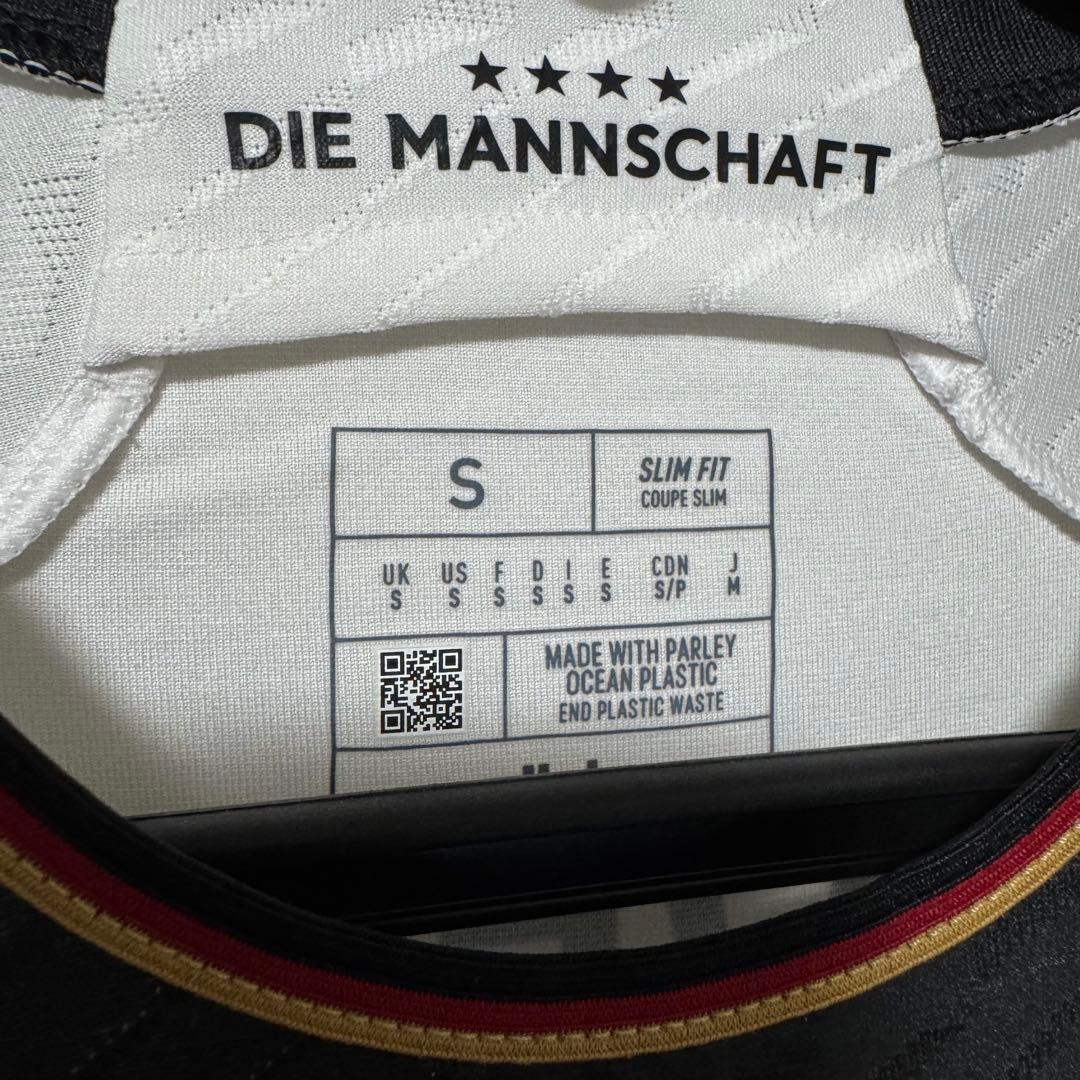 ★★★★
DIE MANNSCHAFT
S
SLIM FIT
COUPE SLIM
UK US F D I E CDN J
S S S S S S S/P M
MADE WITH PARLEY
OCEAN PLASTIC
END PLASTIC WASTE